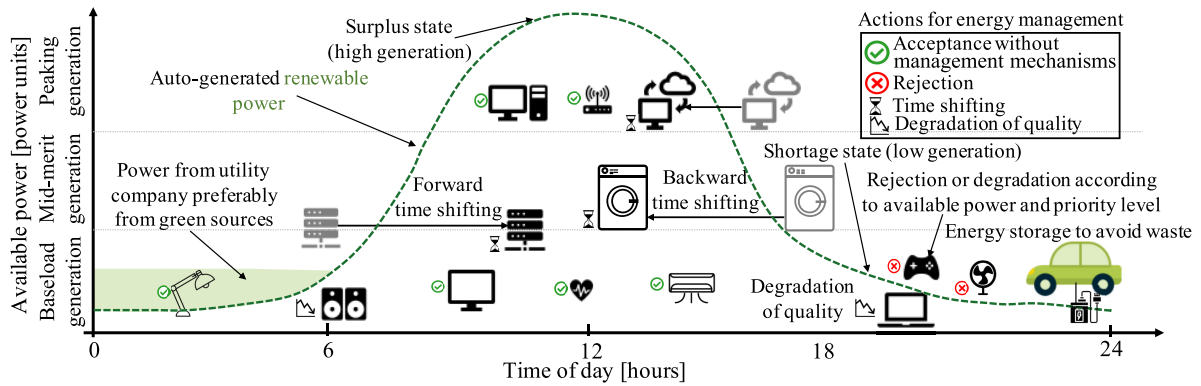 Available power [power units]
Peaking
generation
Mid-merit
generation
Baseload
generation
Surplus state
(high generation)
Auto-generated renewable
power
Power from utility
company preferably
from green sources
Forward
time shifting
Backward
time shifting
Actions for energy management
Acceptance without
management mechanisms
Rejection
Time shifting
Degradation of quality
Shortage state (low generation)
Rejection or degradation according
to available power and priority level
Energy storage to avoid waste
Degradation
of quality
0
6
12
18
24
Time of day [hours]